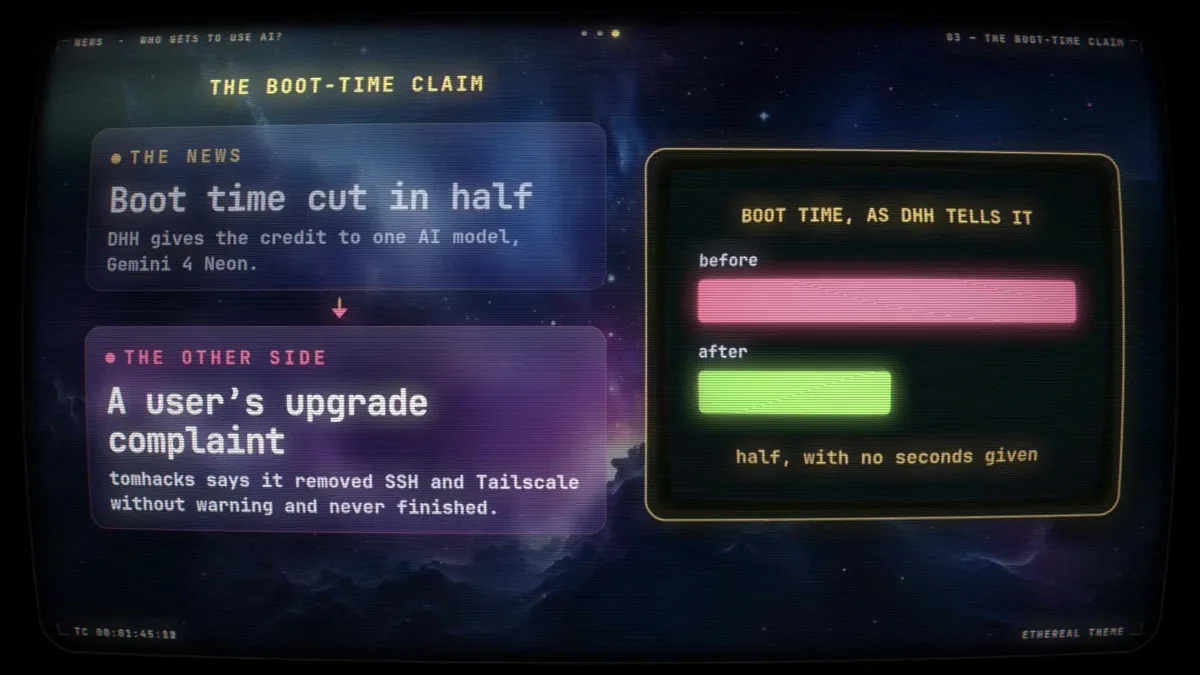 NEWS - WHO GETS TO USE AI?
03 — THE BOOT-TIME CLAIM
THE BOOT-TIME CLAIM
THE NEWS
Boot time cut in half
DHH gives the credit to one AI model,
Gemini 4 Neon.
THE OTHER SIDE
A user's upgrade
complaint
tomhacks says it removed SSH and Tailscale
without warning and never finished.
BOOT TIME, AS DHH TELLS IT
before
after
half, with no seconds given
TC 00:01:45:
ETHEREAL THEME